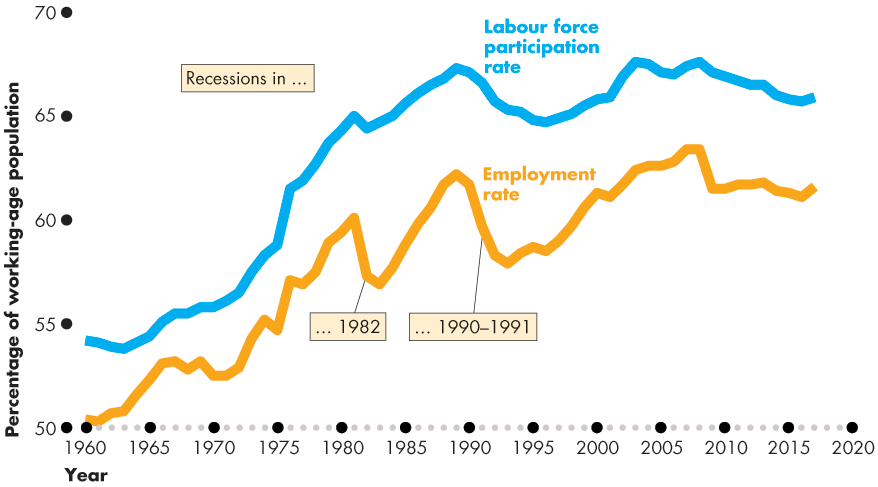 70
Labour force
participation
rate
Recessions in ...
65
Employment
rate
60
... 1982
... 1990–1991
55
50
Percentage of working-age population
1960 1965 1970 1975 1980 1985 1990 1995 2000 2005 2010 2015 2020
Year